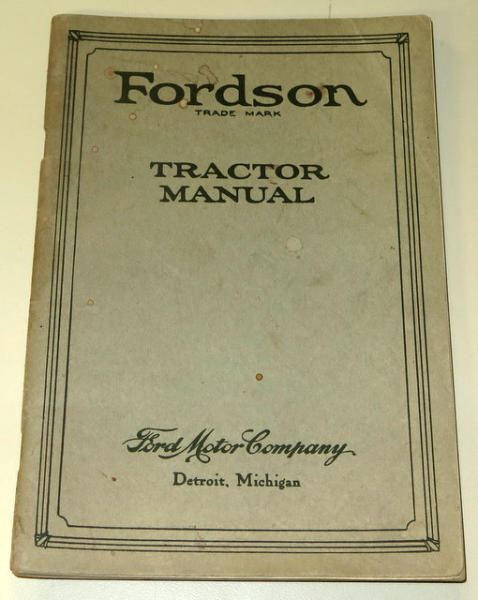 Fordson
TRADE MARK
TRACTOR
MANUAL
Ford Motor Company
Detroit, Michigan